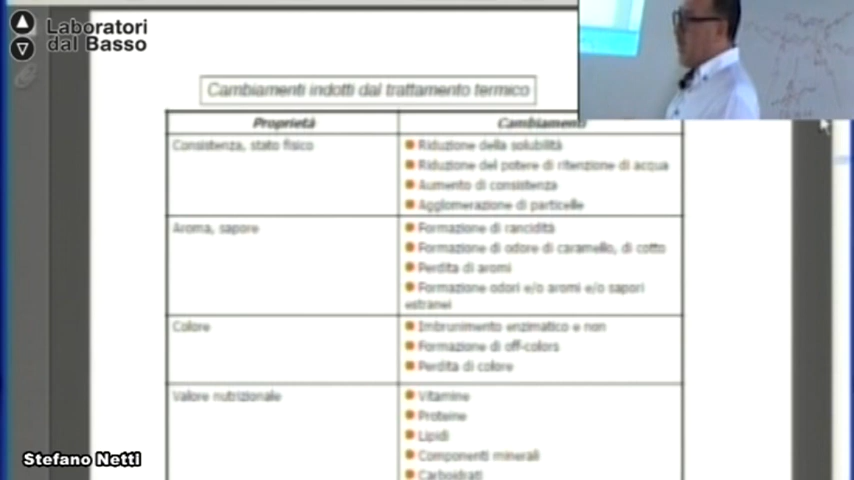 Laboratori
dal Basso
Cambiamenti indotti dal trattamento termico
Proprietà
Cambiamenti
Consistenza, stato fisico
Riduzione della solubilità
Riduzione del potere di ritenzione di acqua
Aumento di consistenza
Agglomerazione di particelle
Aroma, sapore
Formazione di rancidità
Formazione di odore di caramello, di cotto
Perdita di aromi
Formazione odori e/o aromi e/o sapori
estranei
Colore
Imbrunimento enzimatico e non
Formazione di off-colors
Perdita di colore
Valore nutrizionale
Vitamine
Proteine
Lipidi
Componenti minerali
Carboidrati
Stefano Netti